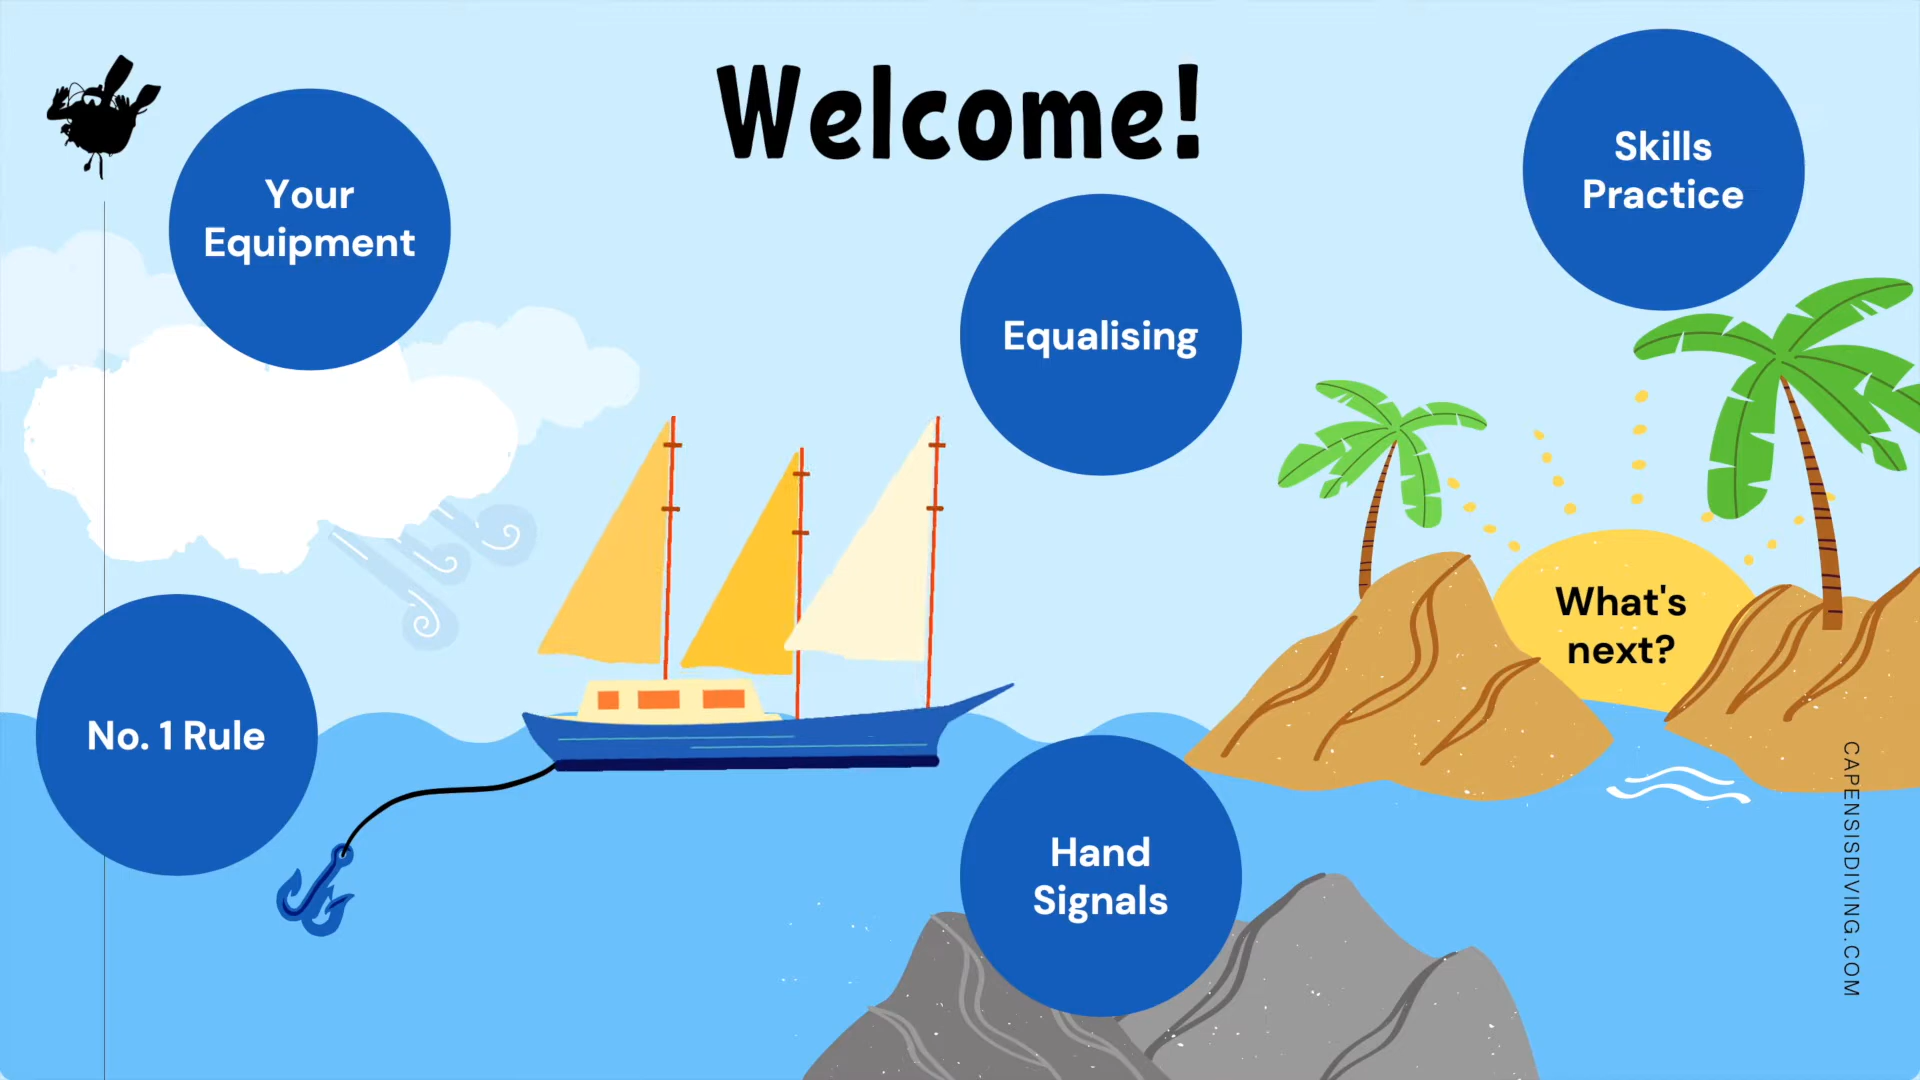 Welcome!
Your
Equipment
Skills
Practice
Equalising
What's
next?
No. 1 Rule
Hand
Signals
CAPENSISDIVING.COM